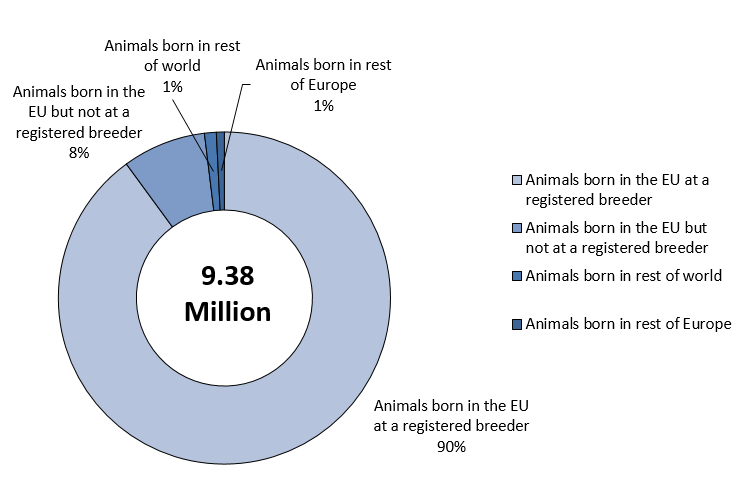 Animals born in rest
of world
1%
Animals born in rest
of Europe
1%
Animals born in the
EU but not at a
registered breeder
8%
9.38
Million
Animals born in the EU
at a registered breeder
90%
Animals born in the EU at a
registered breeder
Animals born in the EU but
not at a registered breeder
Animals born in rest of world
Animals born in rest of Europe